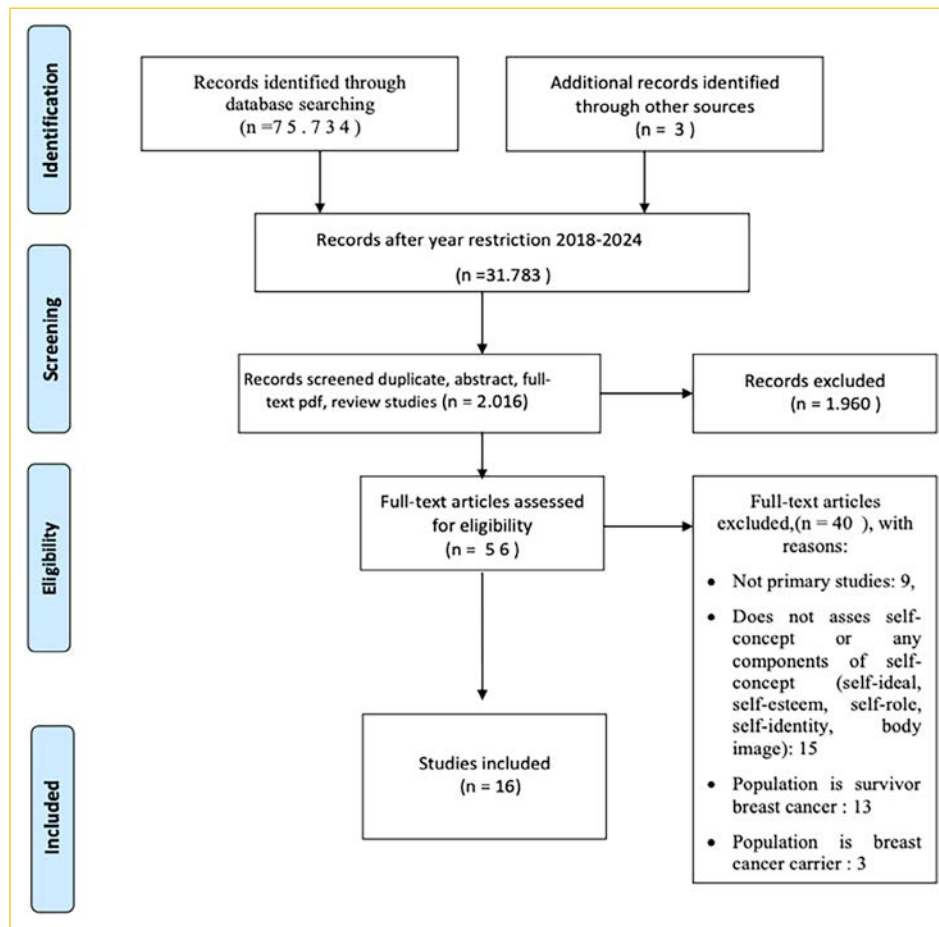 Identification
Records identified through
database searching
(n =7 5 . 7 3 4 )
Additional records identified
through other sources
(n = 3 )
Records after year restriction 2018-2024
(n =31.783 )
Screening
Records screened duplicate, abstract, full-
text pdf, review studies (n = 2.016)
Records excluded
(n = 1.960 )
Eligibility
Full-text articles assessed
for eligibility
(n = 5 6 )
Full-text articles
excluded,(n = 40 ), with
reasons:
• Not primary studies: 9,
• Does not asses self-
concept or any
components of self-
concept (self-ideal,
self-esteem, self-role,
self-identity, body
image): 15
• Population is survivor
breast cancer : 13
• Population is breast
cancer carrier : 3
Included
Studies included
(n = 16)